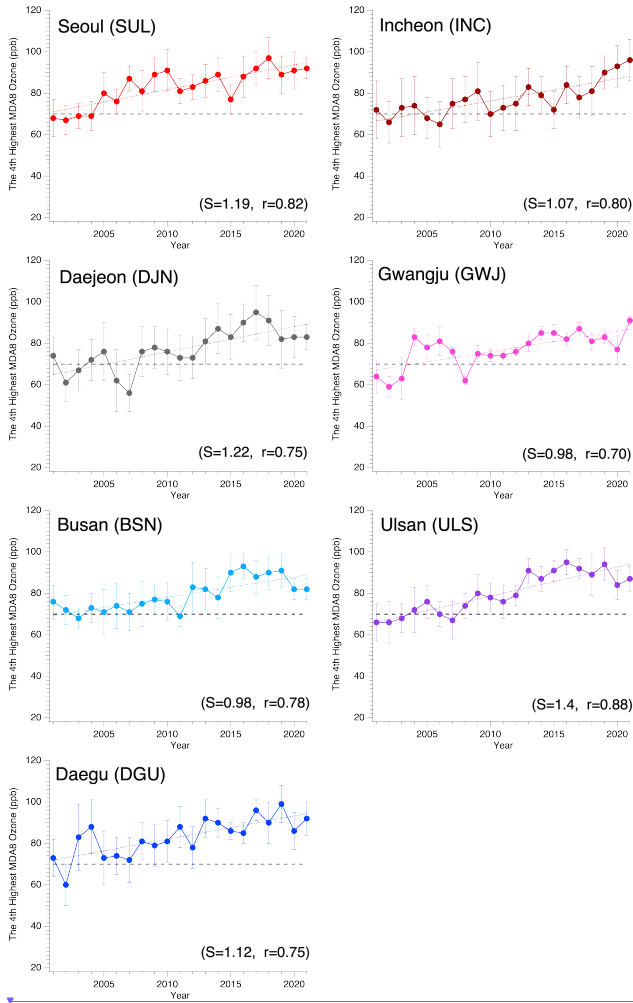 Seoul (SUL)
The 4th Highest MDA8 Ozone (ppb)
120
100
80
60
40
20
(S=1.19, r=0.82)
2005
2010
2015
2020
Year
Incheon (INC)
The 4th Highest MDA8 Ozone (ppb)
120
100
80
60
40
20
(S=1.07, r=0.80)
2005
2010
2015
2020
Year
Daejeon (DJN)
The 4th Highest MDA8 Ozone (ppb)
120
100
80
60
40
20
(S=1.22, r=0.75)
2005
2010
2015
2020
Year
Gwangju (GWJ)
The 4th Highest MDA8 Ozone (ppb)
120
100
80
60
40
20
(S=0.98, r=0.70)
2005
2010
2015
2020
Year
Busan (BSN)
The 4th Highest MDA8 Ozone (ppb)
120
100
80
60
40
20
(S=0.98, r=0.78)
2005
2010
2015
2020
Year
Ulsan (ULS)
The 4th Highest MDA8 Ozone (ppb)
120
100
80
60
40
20
(S=1.4, r=0.88)
2005
2010
2015
2020
Year
Daegu (DGU)
The 4th Highest MDA8 Ozone (ppb)
120
100
80
60
40
20
(S=1.12, r=0.75)
2005
2010
2015
2020
Year